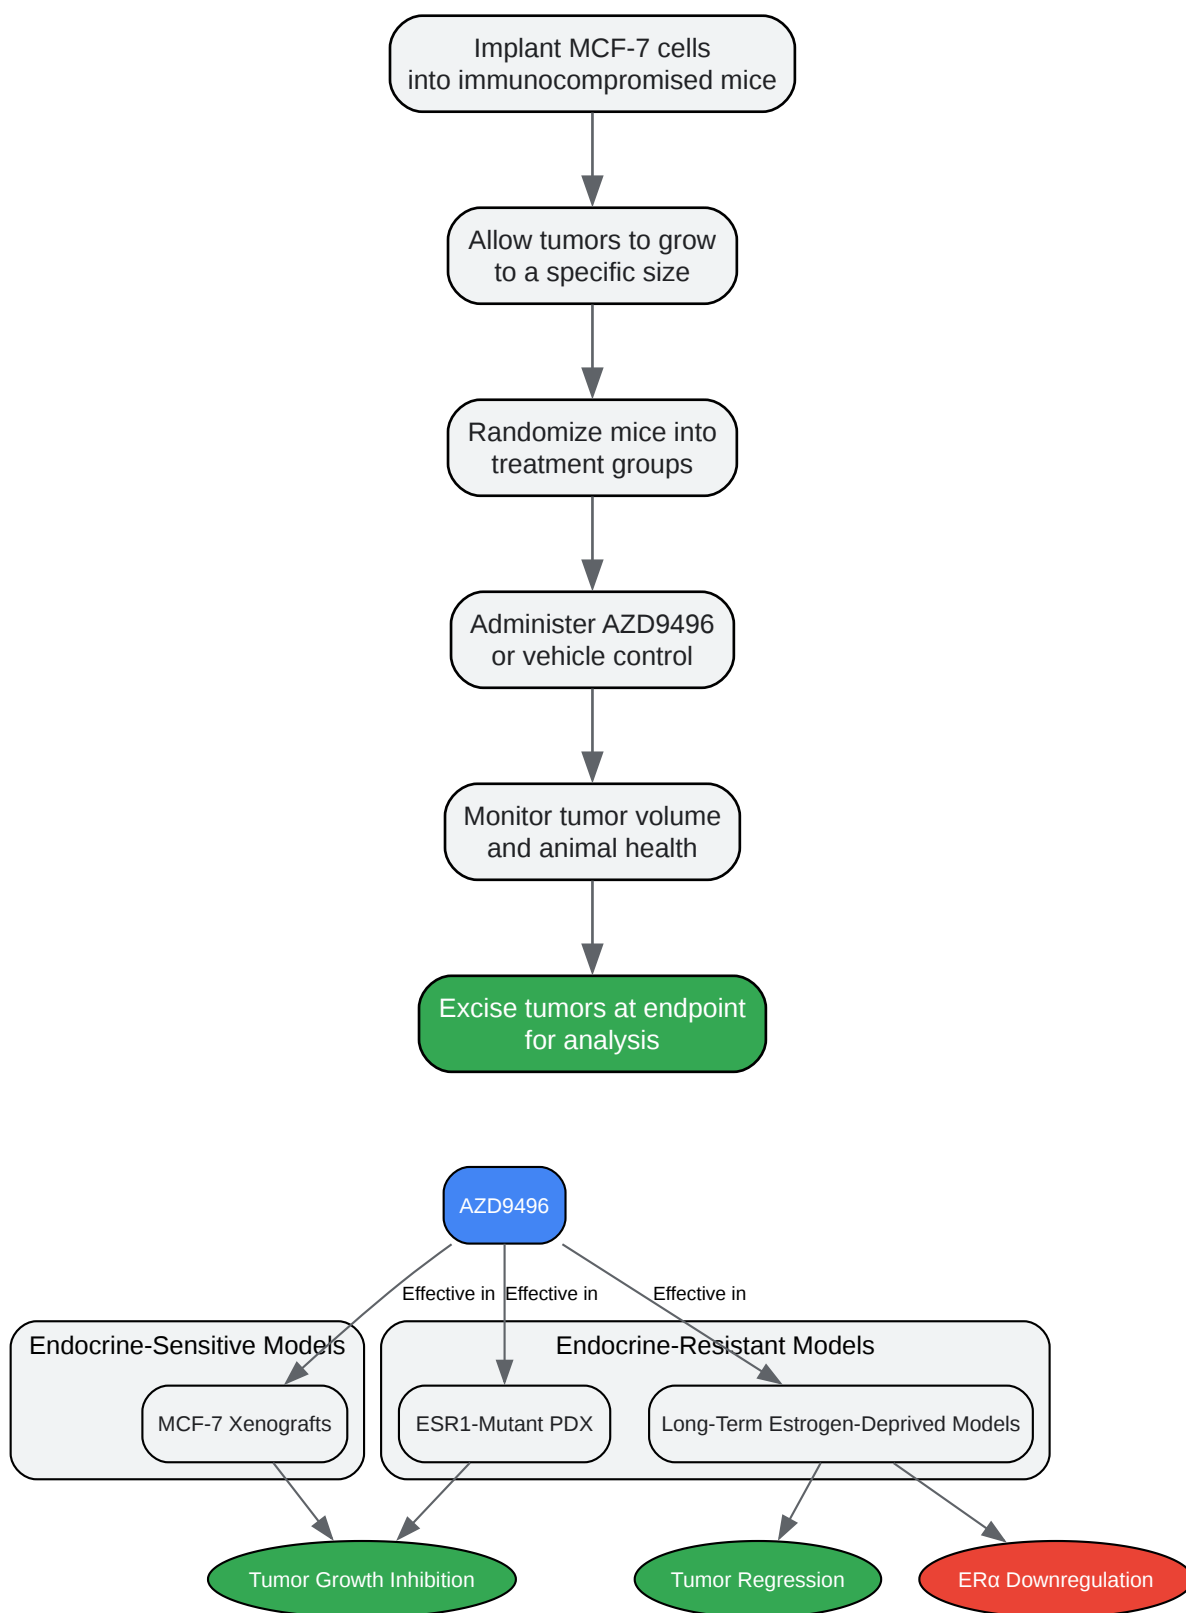 Implant MCF-7 cells
into immunocompromised mice
Allow tumors to grow
to a specific size
Randomize mice into
treatment groups
Administer AZD9496
or vehicle control
Monitor tumor volume
and animal health
Excise tumors at endpoint
for analysis
AZD9496
Effective in
Effective in
Effective in
Endocrine-Sensitive Models
Endocrine-Resistant Models
MCF-7 Xenografts
ESR1-Mutant PDX
Long-Term Estrogen-Deprived Models
Tumor Growth Inhibition
Tumor Regression
ERα Downregulation